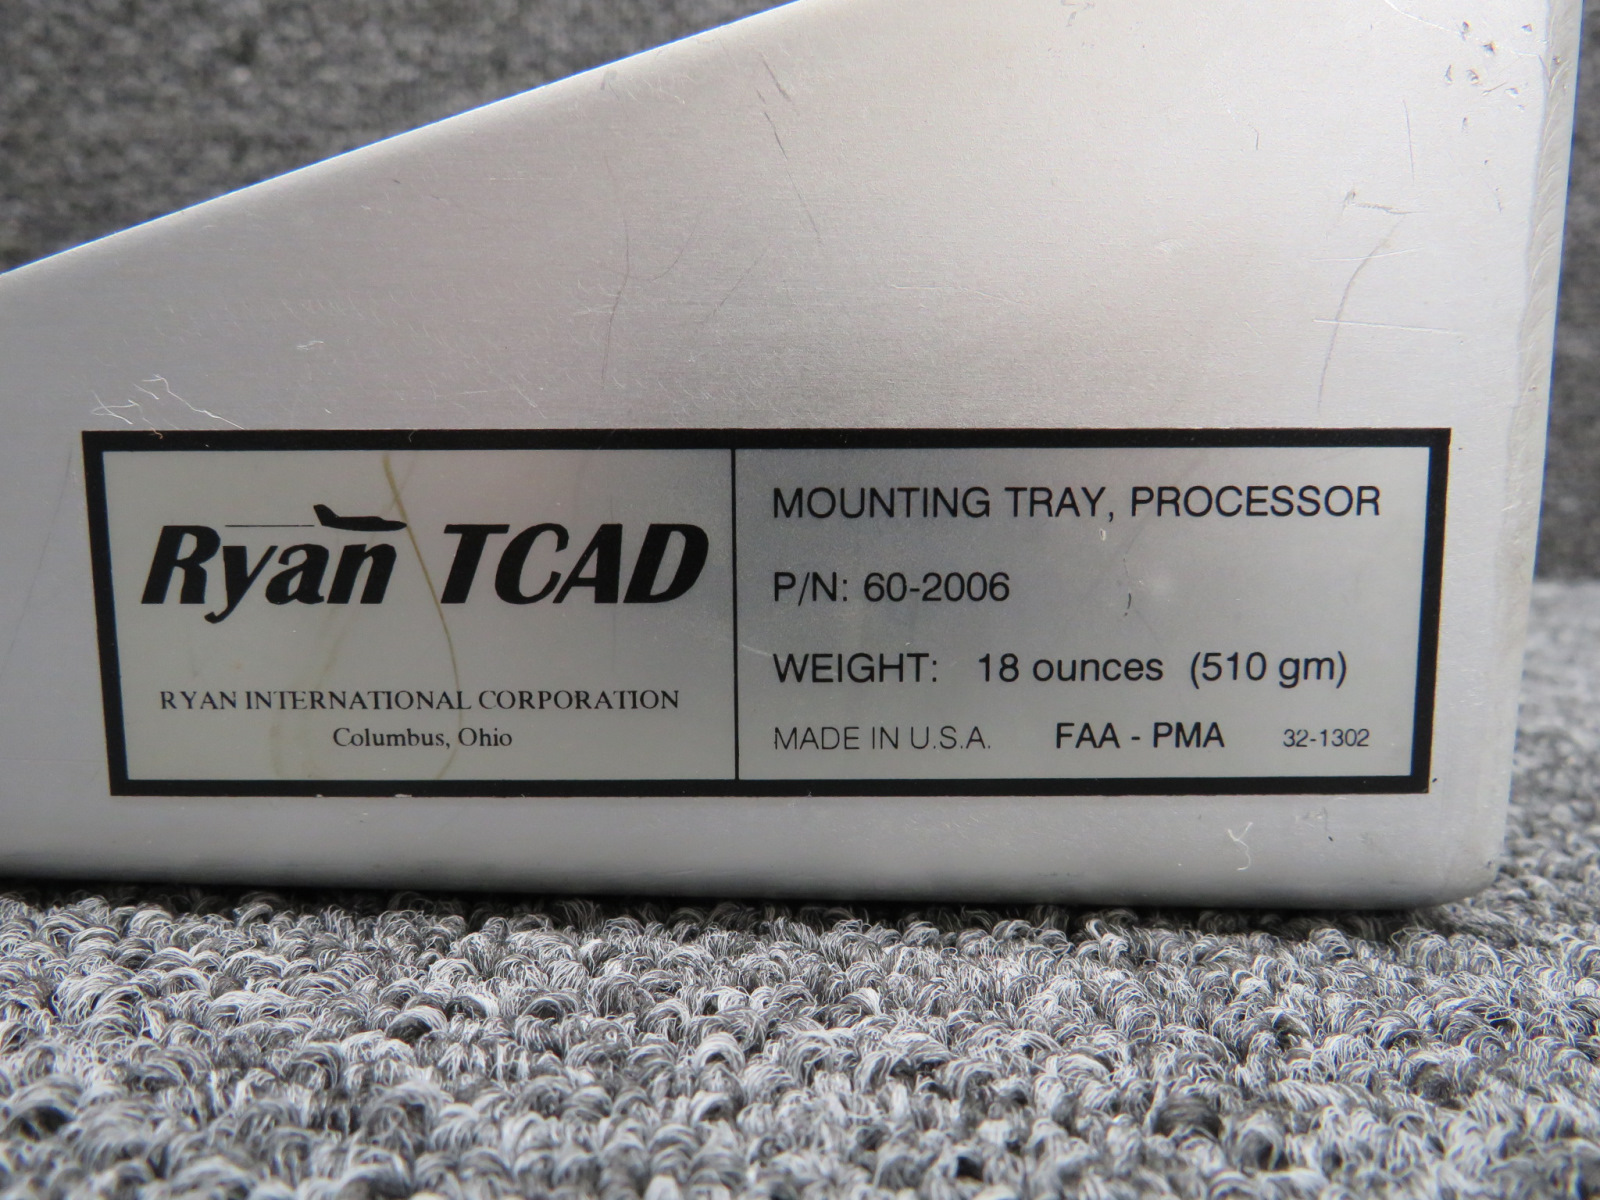 Ryan TCAD
RYAN INTERNATIONAL CORPORATION
Columbus, Ohio
MOUNTING TRAY, PROCESSOR
P/N: 60-2006
WEIGHT: 18 ounces (510 gm)
MADE IN U.S.A. FAA - PMA 32-1302